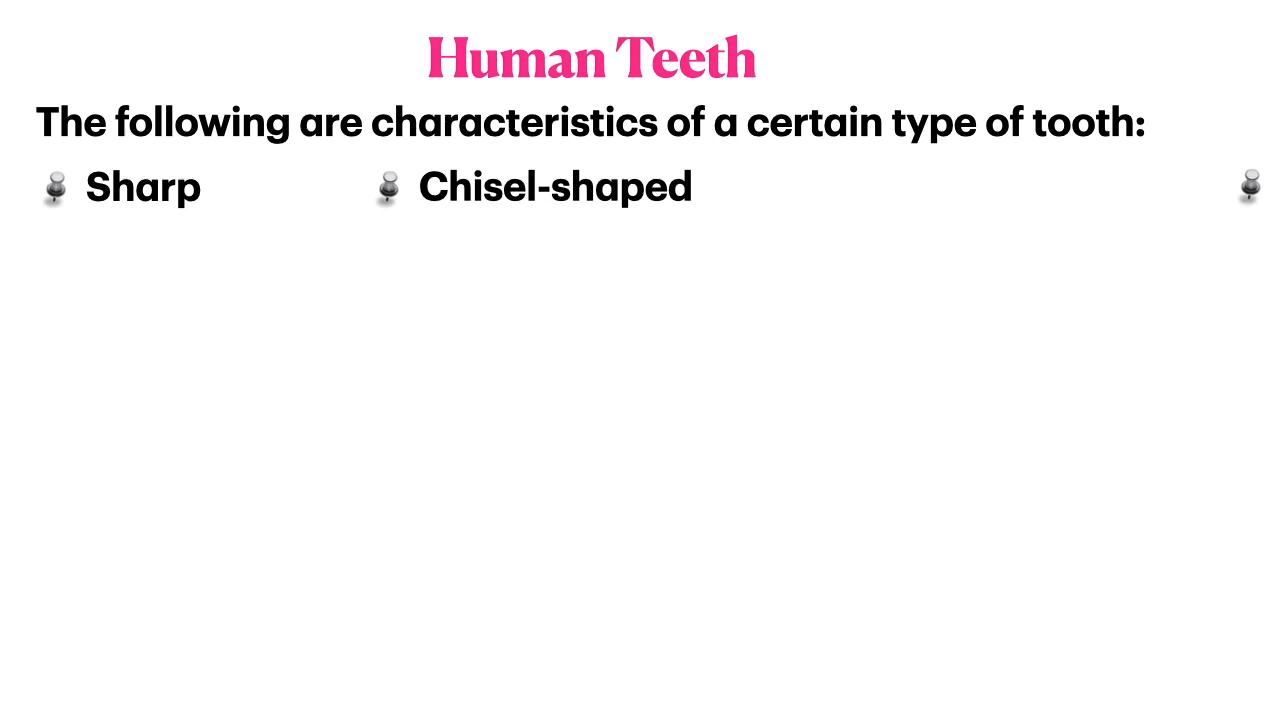 Human Teeth
The following are characteristics of a certain type of tooth:
Sharp Chisel-shaped